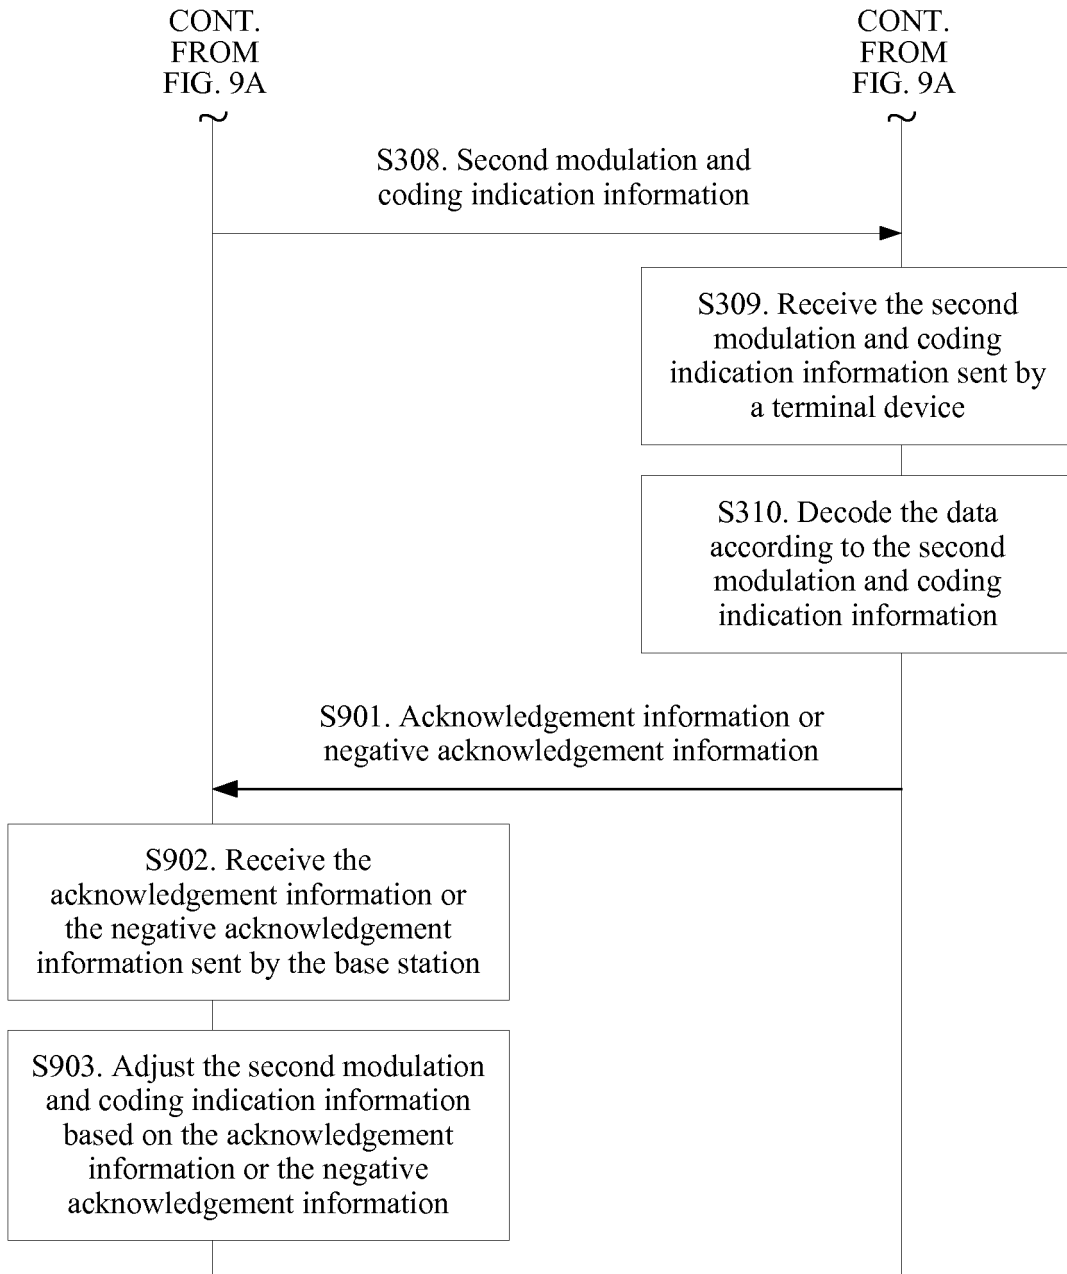 CONT.
FROM
FIG. 9A
CONT.
FROM
FIG. 9A
S308. Second modulation and
coding indication information
S309. Receive the second
modulation and coding
indication information sent by
a terminal device
S310. Decode the data
according to the second
modulation and coding
indication information
S901. Acknowledgement information or
negative acknowledgement information
S902. Receive the
acknowledgement information or
the negative acknowledgement
information sent by the base station
S903. Adjust the second modulation
and coding indication information
based on the acknowledgement
information or the negative
acknowledgement information